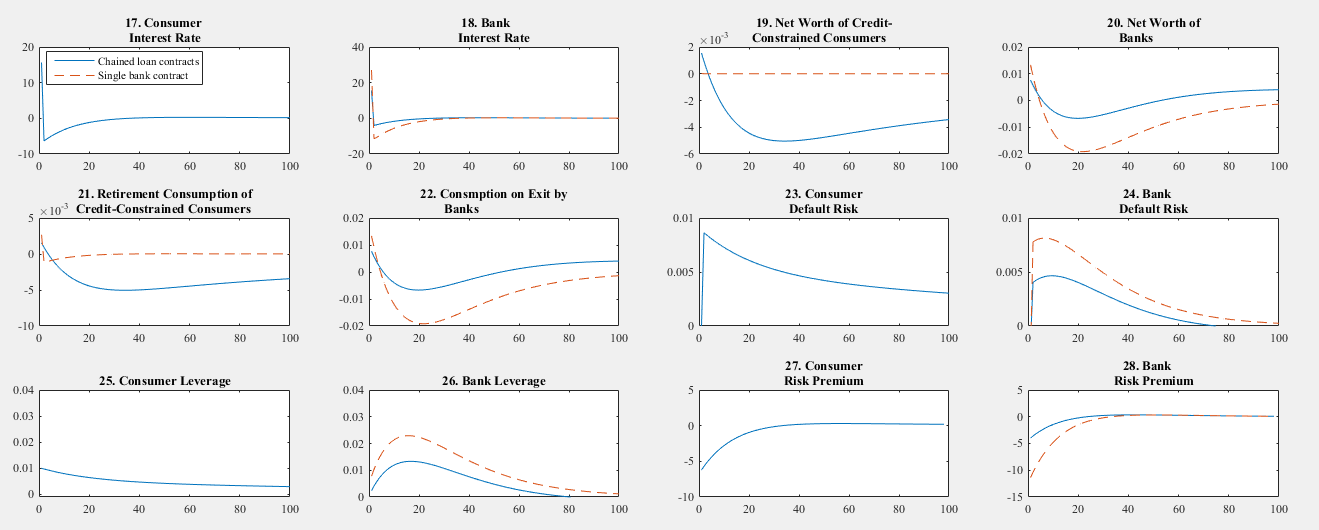 17. Consumer
Interest Rate
20
10
0
-10
0 20 40 60 80 100
Chained loan contracts
Single bank contract
18. Bank
Interest Rate
40
20
0
-20
0 20 40 60 80 100
19. Net Worth of Credit-
×10⁻³ Constrained Consumers
2
0
-2
-4
-6
0 20 40 60 80 100
20. Net Worth of
Banks
0.02
0.01
0
-0.01
-0.02
0 20 40 60 80 100
21. Retirement Consumption of
×10⁻³ Credit-Constrained Consumers
5
0
-5
-10
0 20 40 60 80 100
22. Consmption on Exit by
Banks
0.02
0.01
0
-0.01
-0.02
0 20 40 60 80 100
23. Consumer
Default Risk
0.01
0.005
0
0 20 40 60 80 100
24. Bank
Default Risk
0.01
0.005
0
0 20 40 60 80 100
25. Consumer Leverage
0.04
0.03
0.02
0.01
0
0 20 40 60 80 100
26. Bank Leverage
0.04
0.03
0.02
0.01
0
0 20 40 60 80 100
27. Consumer
Risk Premium
5
0
-5
-10
0 20 40 60 80 100
28. Bank
Risk Premium
5
0
-5
-10
-15
0 20 40 60 80 100